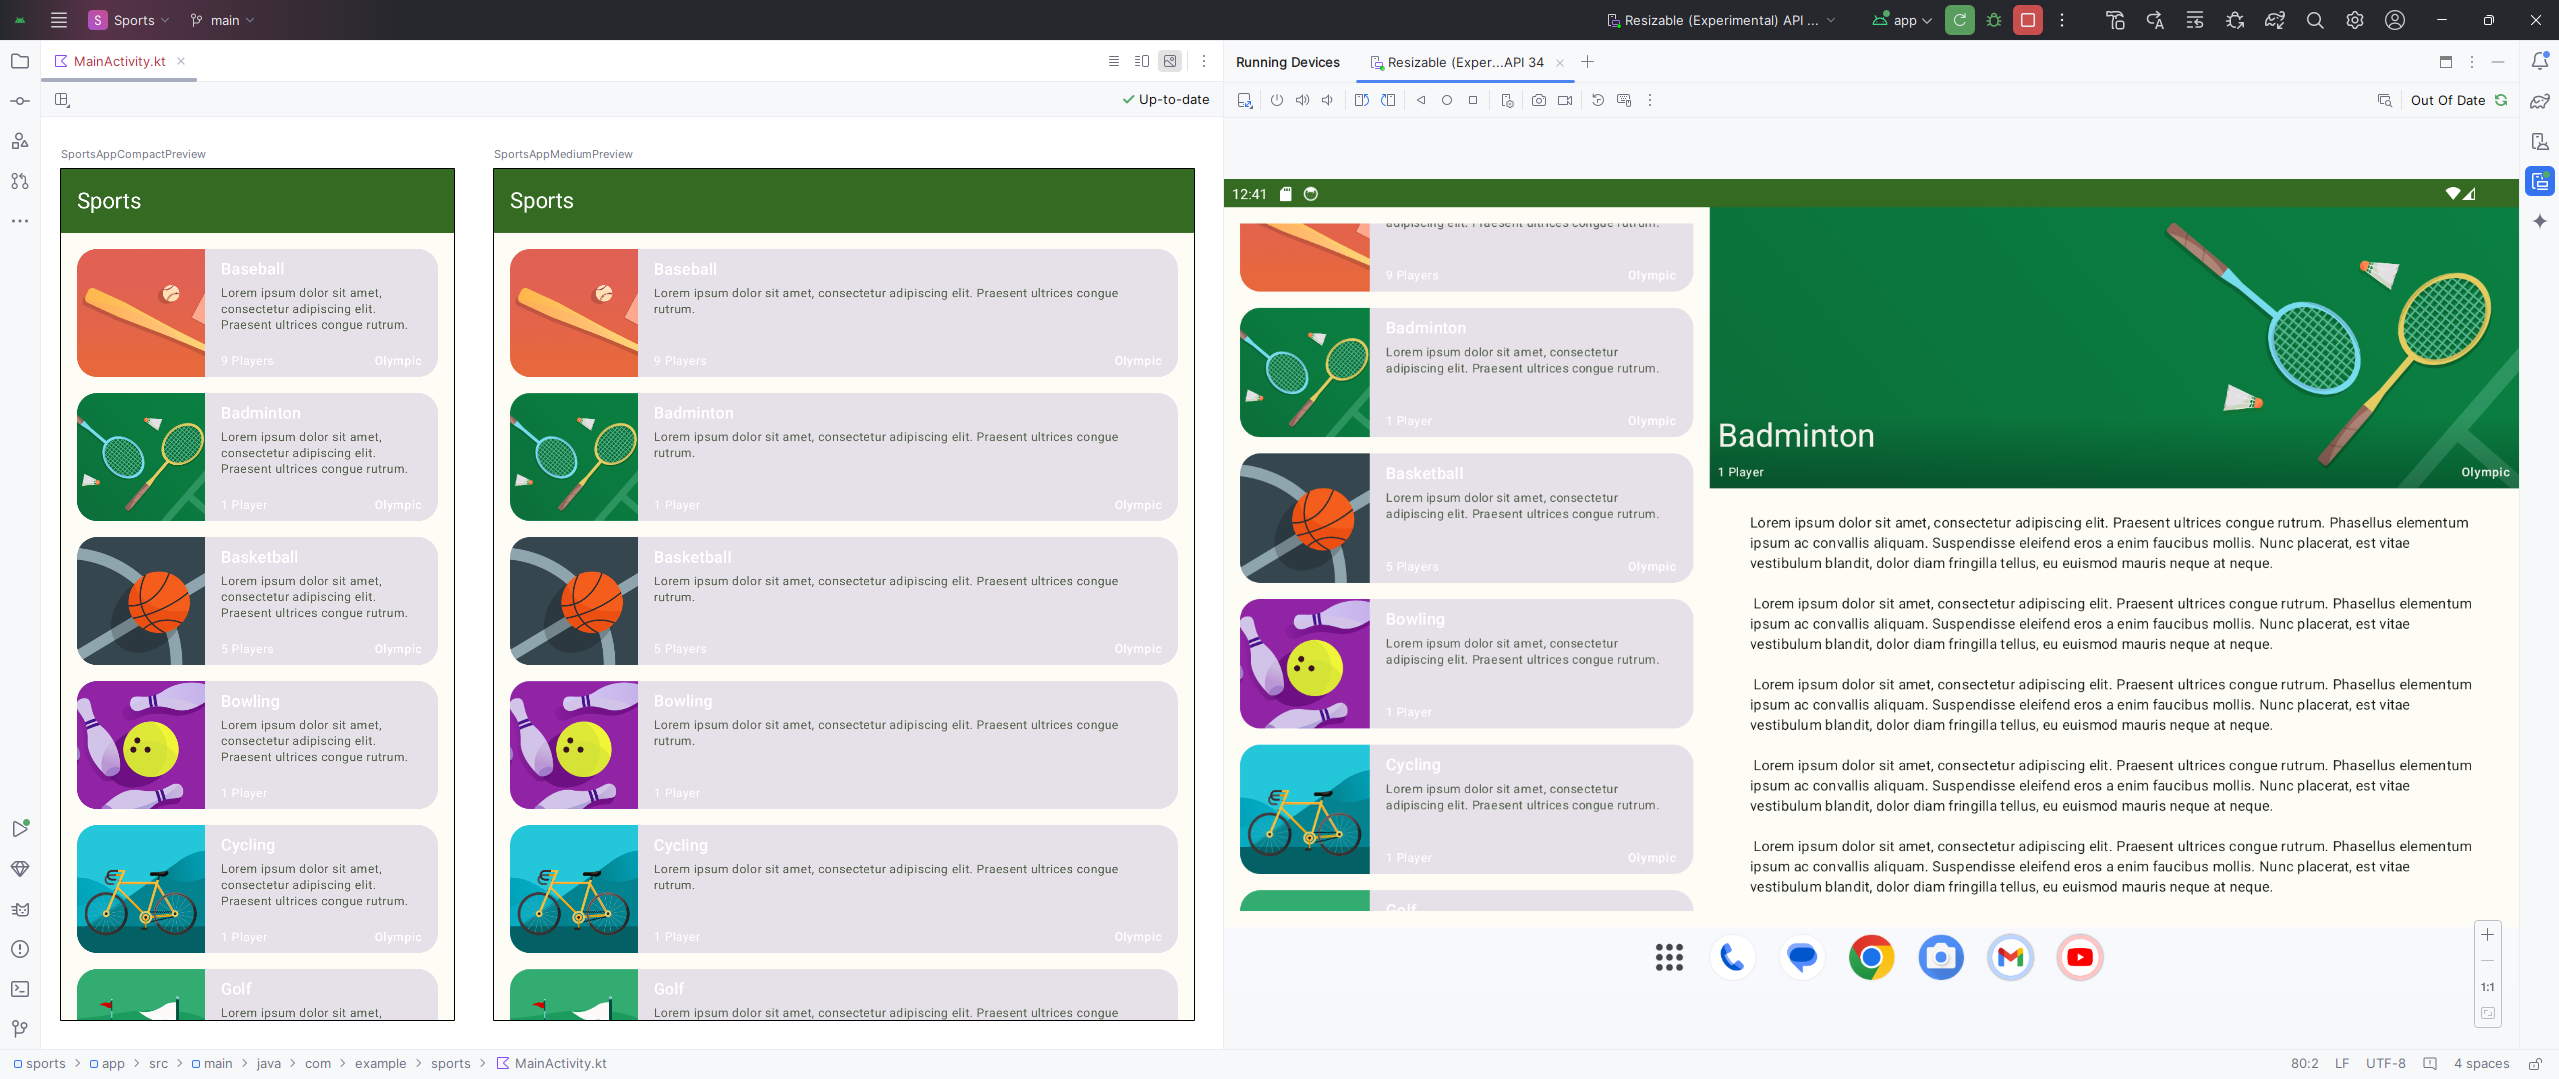 S Sports main
Resizable (Experimental) API ... app
MainActivity.kt
Running Devices Resizable (Exper...API 34
Up-to-date
Out Of Date
SportsAppCompactPreview
Sports
Baseball
Lorem ipsum dolor sit amet,
consectetur adipiscing elit.
Praesent ultrices congue rutrum.
9 Players Olympic
Badminton
Lorem ipsum dolor sit amet,
consectetur adipiscing elit.
Praesent ultrices congue rutrum.
1 Player Olympic
Basketball
Lorem ipsum dolor sit amet,
consectetur adipiscing elit.
Praesent ultrices congue rutrum.
5 Players Olympic
Bowling
Lorem ipsum dolor sit amet,
consectetur adipiscing elit.
Praesent ultrices congue rutrum.
1 Player
Cycling
Lorem ipsum dolor sit amet,
consectetur adipiscing elit.
Praesent ultrices congue rutrum.
1 Player Olympic
Golf
Lorem ipsum dolor sit amet,
SportsAppMediumPreview
Sports
Baseball
Lorem ipsum dolor sit amet, consectetur adipiscing elit. Praesent ultrices congue
rutrum.
9 Players Olympic
Badminton
Lorem ipsum dolor sit amet, consectetur adipiscing elit. Praesent ultrices congue
rutrum.
1 Player Olympic
Basketball
Lorem ipsum dolor sit amet, consectetur adipiscing elit. Praesent ultrices congue
rutrum.
5 Players Olympic
Bowling
Lorem ipsum dolor sit amet, consectetur adipiscing elit. Praesent ultrices congue
rutrum.
1 Player
Cycling
Lorem ipsum dolor sit amet, consectetur adipiscing elit. Praesent ultrices congue
rutrum.
1 Player Olympic
Golf
Lorem ipsum dolor sit amet, consectetur adipiscing elit. Praesent ultrices congue
12:41
adipiscing elit. Praesent ultrices congue rutrum.
9 Players Olympic
Badminton
Lorem ipsum dolor sit amet, consectetur
adipiscing elit. Praesent ultrices congue rutrum.
1 Player Olympic
Basketball
Lorem ipsum dolor sit amet, consectetur
adipiscing elit. Praesent ultrices congue rutrum.
5 Players Olympic
Bowling
Lorem ipsum dolor sit amet, consectetur
adipiscing elit. Praesent ultrices congue rutrum.
1 Player
Cycling
Lorem ipsum dolor sit amet, consectetur
adipiscing elit. Praesent ultrices congue rutrum.
1 Player Olympic
Golf
Badminton
1 Player Olympic
Lorem ipsum dolor sit amet, consectetur adipiscing elit. Praesent ultrices congue rutrum. Phasellus elementum
ipsum ac convallis aliquam. Suspendisse eleifend eros a enim faucibus mollis. Nunc placerat, est vitae
vestibulum blandit, dolor diam fringilla tellus, eu euismod mauris neque at neque.
Lorem ipsum dolor sit amet, consectetur adipiscing elit. Praesent ultrices congue rutrum. Phasellus elementum
ipsum ac convallis aliquam. Suspendisse eleifend eros a enim faucibus mollis. Nunc placerat, est vitae
vestibulum blandit, dolor diam fringilla tellus, eu euismod mauris neque at neque.
Lorem ipsum dolor sit amet, consectetur adipiscing elit. Praesent ultrices congue rutrum. Phasellus elementum
ipsum ac convallis aliquam. Suspendisse eleifend eros a enim faucibus mollis. Nunc placerat, est vitae
vestibulum blandit, dolor diam fringilla tellus, eu euismod mauris neque at neque.
Lorem ipsum dolor sit amet, consectetur adipiscing elit. Praesent ultrices congue rutrum. Phasellus elementum
ipsum ac convallis aliquam. Suspendisse eleifend eros a enim faucibus mollis. Nunc placerat, est vitae
vestibulum blandit, dolor diam fringilla tellus, eu euismod mauris neque at neque.
Lorem ipsum dolor sit amet, consectetur adipiscing elit. Praesent ultrices congue rutrum. Phasellus elementum
ipsum ac convallis aliquam. Suspendisse eleifend eros a enim faucibus mollis. Nunc placerat, est vitae
vestibulum blandit, dolor diam fringilla tellus, eu euismod mauris neque at neque.
1:1
sports > app > src > main > java > com > example > sports > MainActivity.kt
80:2 LF UTF-8 4 spaces